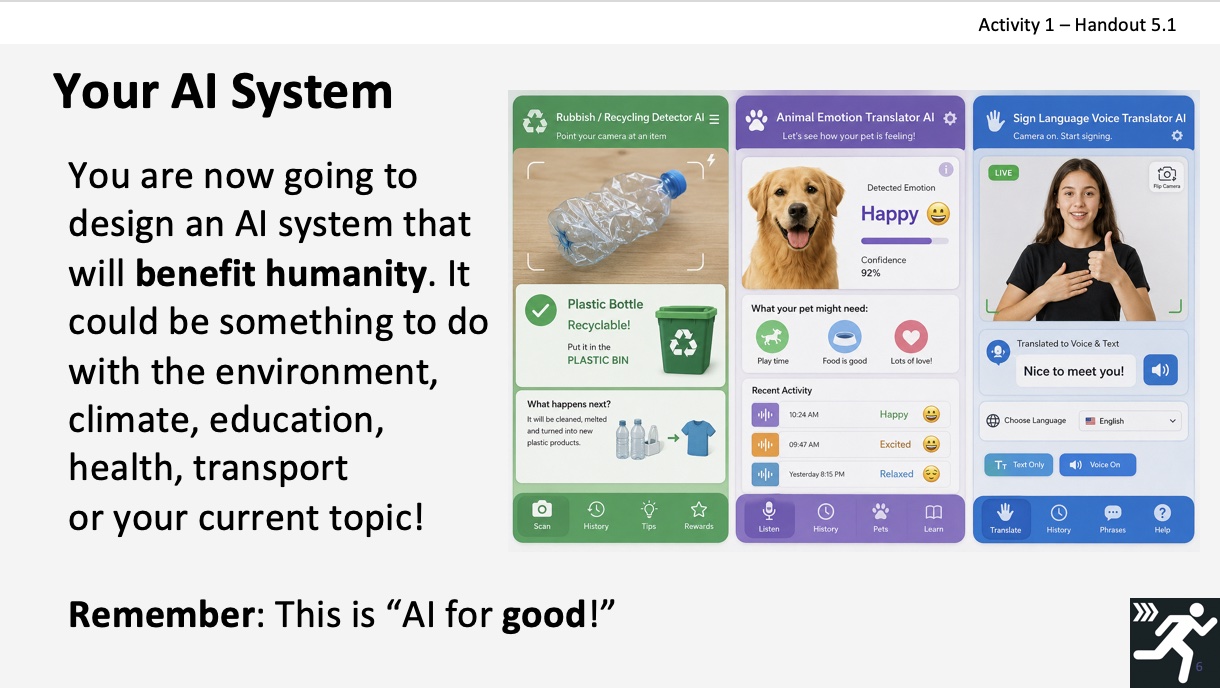 Activity 1 – Handout 5.1
Your AI System
You are now going to
design an AI system that
will benefit humanity. It
could be something to do
with the environment,
climate, education,
health, transport
or your current topic!
Remember: This is “AI for good!”
Rubbish / Recycling Detector AI
Point your camera at an item
Plastic Bottle
Recyclable!
Put it in the
PLASTIC BIN
What happens next?
It will be cleaned, melted
and turned into new
plastic products.
Scan
History
Tips
Rewards
Animal Emotion Translator AI
Let's see how your pet is feeling!
i
Detected Emotion
Happy
Confidence
92%
What your pet might need:
Play time
Food is good
Lots of love!
Recent Activity
10:24 AM Happy
09:47 AM Excited
Yesterday 8:15 PM Relaxed
Listen
History
Pets
Learn
Sign Language Voice Translator AI
Camera on. Start signing.
LIVE
Flip Camera
Translated to Voice & Text
Nice to meet you!
Choose Language
English
TT Text Only
Voice On
Translate
History
Phrases
? Help
6